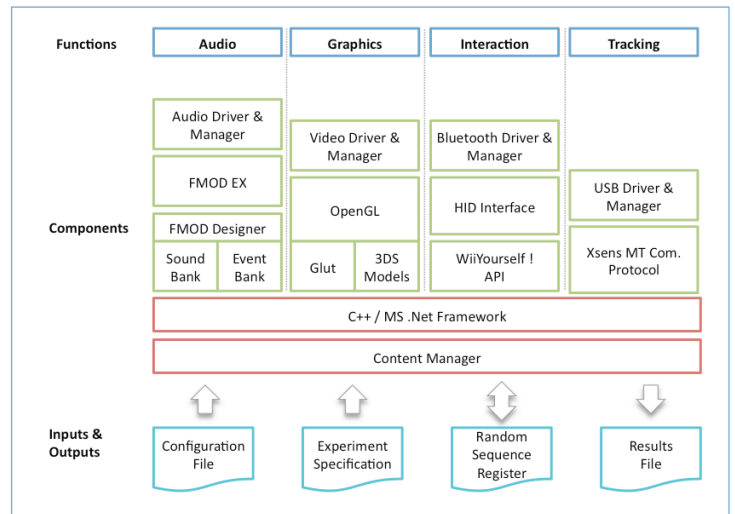 Functions
Audio
Graphics
Interaction
Tracking
Components
Audio Driver &
Manager
FMOD EX
FMOD Designer
Sound
Bank
Event
Bank
Video Driver &
Manager
OpenGL
Glut
3DS
Models
Bluetooth Driver &
Manager
HID Interface
WiiYourself !
API
USB Driver &
Manager
Xsens MT Com.
Protocol
C++ / MS .Net Framework
Content Manager
Inputs &
Outputs
Configuration
File
Experiment
Specification
Random
Sequence
Register
Results
File